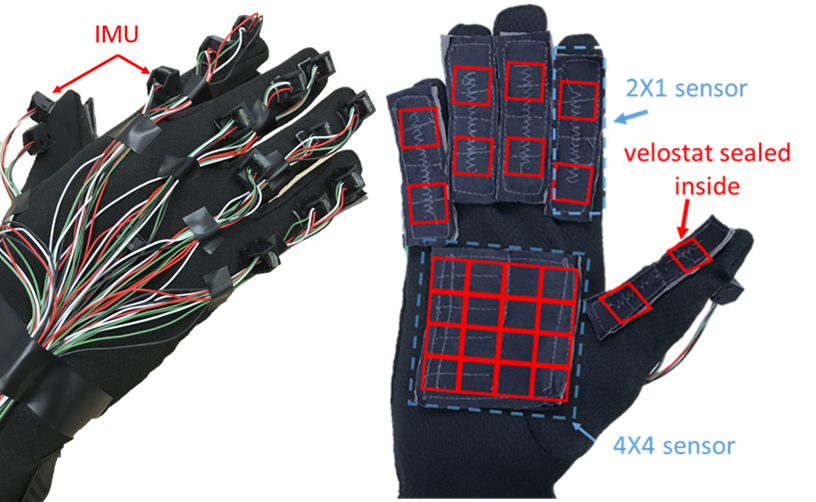 IMU
2X1 sensor
velostat sealed
inside
4X4 sensor